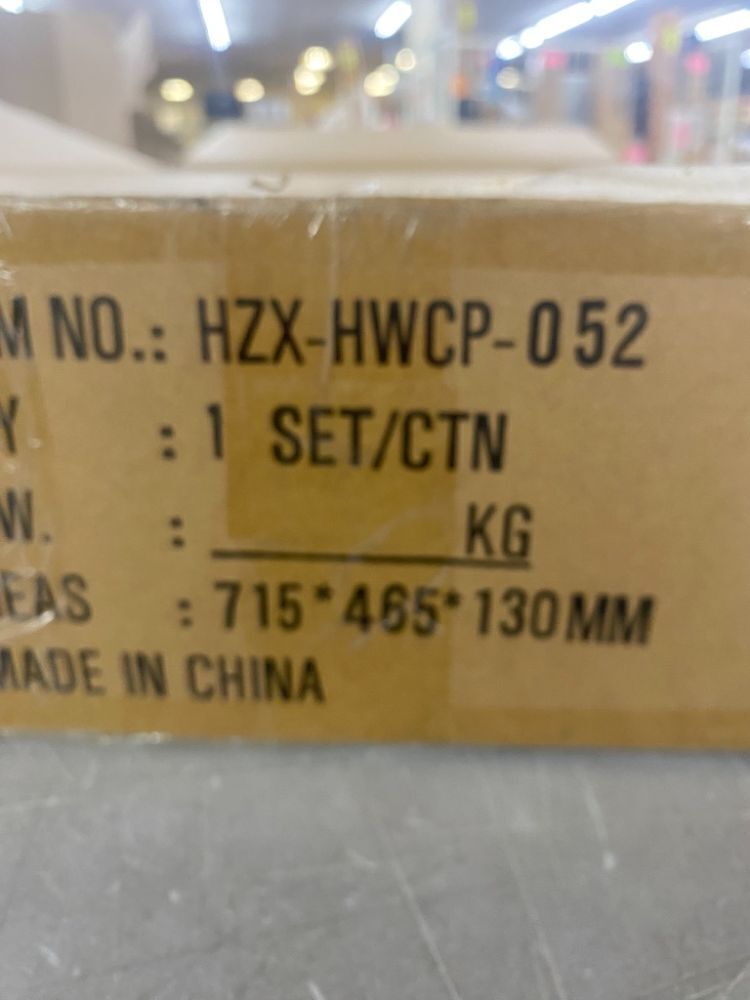 M NO.: HZX-HWCP-052
Y : 1 SET/CTN
W. : KG
EAS : 715*465*130MM
MADE IN CHINA